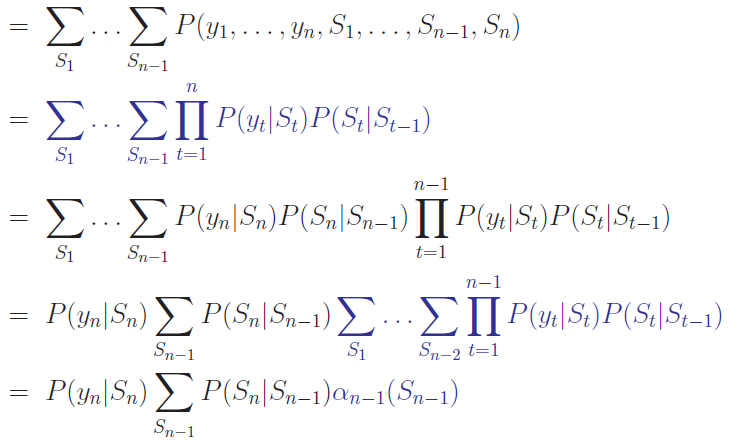 = ∑_{S_1} … ∑_{S_{n−1}} P(y_1, …, y_n, S_1, …, S_{n−1}, S_n)
= ∑_{S_1} … ∑_{S_{n−1}} ∏_{t=1}^{n} P(y_t|S_t)P(S_t|S_{t−1})
= ∑_{S_1} … ∑_{S_{n−1}} P(y_n|S_n)P(S_n|S_{n−1}) ∏_{t=1}^{n−1} P(y_t|S_t)P(S_t|S_{t−1})
= P(y_n|S_n) ∑_{S_{n−1}} P(S_n|S_{n−1}) ∑_{S_1} … ∑_{S_{n−2}} ∏_{t=1}^{n−1} P(y_t|S_t)P(S_t|S_{t−1})
= P(y_n|S_n) ∑_{S_{n−1}} P(S_n|S_{n−1})α_{n−1}(S_{n−1})